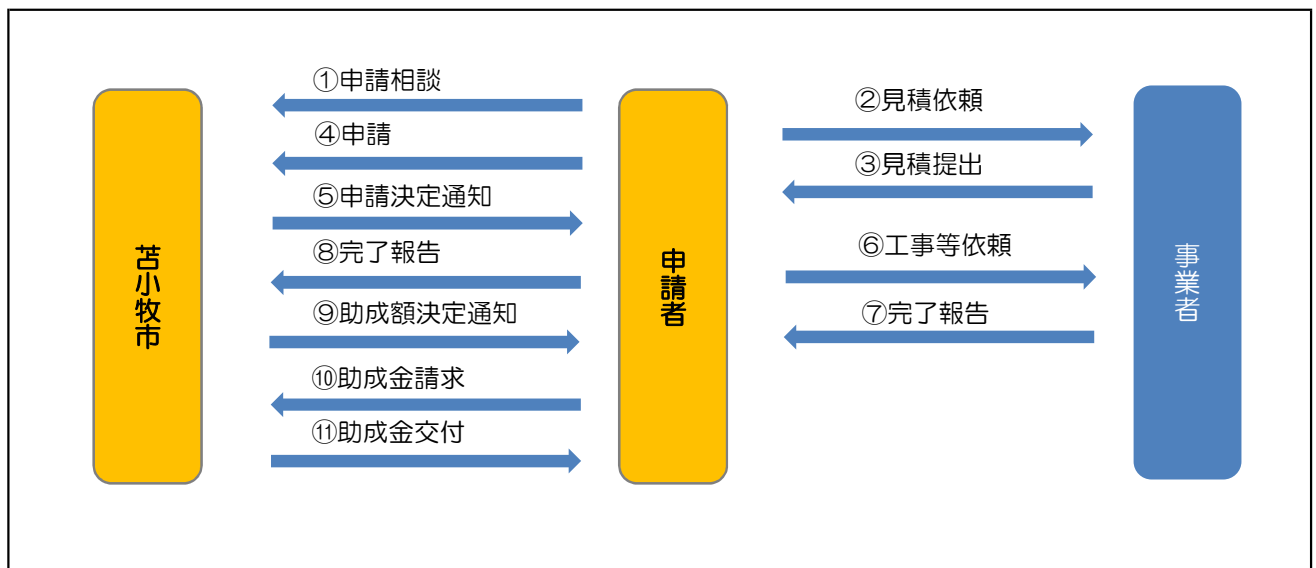 ①申請相談
④申請
⑤申請決定通知
⑧完了報告
⑨助成額決定通知
⑩助成金請求
⑪助成金交付
②見積依頼
③見積提出
⑥工事等依頼
⑦完了報告
苫小牧市
申請者
事業者